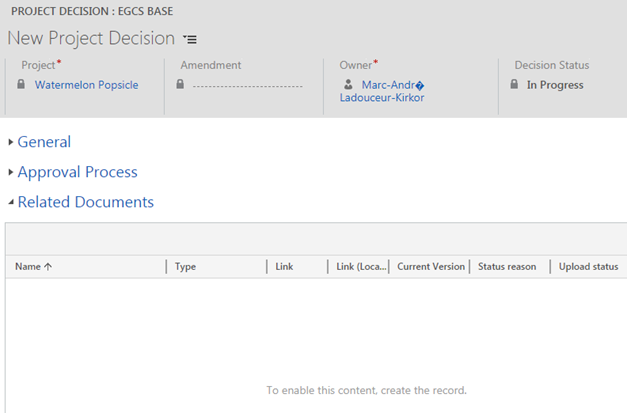 PROJECT DECISION : EGCS BASE
New Project Decision
Project* Amendment Owner* Decision Status
Watermelon Popsicle ---------------------------- Marc-Andr� In Progress
Ladouceur-Kirkor
General
Approval Process
Related Documents
Name ↑ Type Link Link (Loca... Current Version Status reason Upload status
To enable this content, create the record.